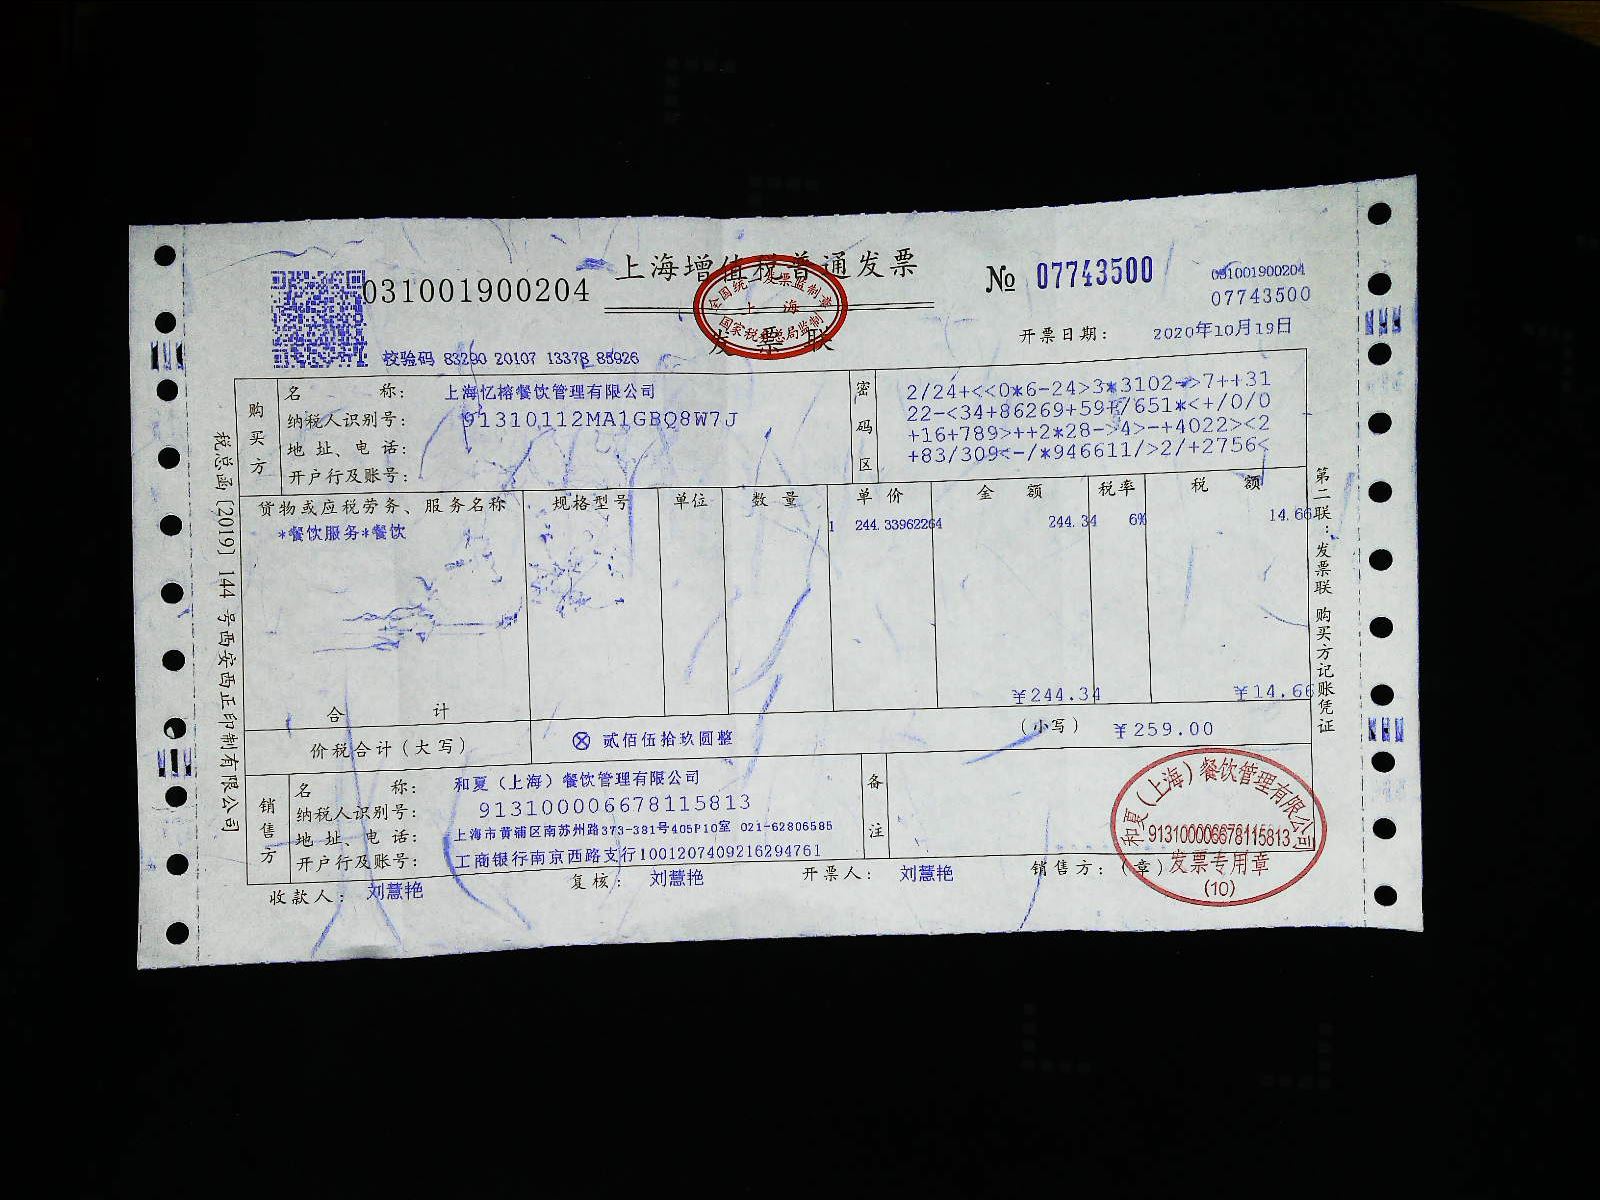 上海增值税普通发票
031001900204
№ 07743500
031001900204
07743500
全国统一发票监制章
上海
国家税务总局监制
发票联
开票日期： 2020年10月19日
校验码 83290 20107 13378 85926
购买方
名 称： 上海忆榕餐饮管理有限公司
纳税人识别号： 91310112MA1GBQ8W7J
地 址、电 话：
开户行及账号：
密码区
2/24+<<0*6-24>3*3102->7++31
22-<34+86269+59+/651*<+/0/0
+16+789>++2*28->4>-+4022><2
+83/309<-/*946611/>2/+2756<
货物或应税劳务、服务名称 规格型号 单位 数 量 单 价 金 额 税率 税 额
*餐饮服务*餐饮 1 244.33962264 244.34 6% 14.66
合 计 ¥244.34 ¥14.66
价税合计（大写） ⊗ 贰佰伍拾玖圆整 （小写） ¥259.00
销售方
名 称： 和夏（上海）餐饮管理有限公司
纳税人识别号： 913100006678115813
地 址、电 话： 上海市黄浦区南苏州路373-381号405P10室 021-62806585
开户行及账号： 工商银行南京西路支行1001207409216294761
备注
收款人： 刘慧艳 复核： 刘慧艳 开票人： 刘慧艳 销售方：（章）
和夏（上海）餐饮管理有限公司
913100006678115813
发票专用章
(10)
税总函[2019]144号西安西正印制有限公司
第二联：发票联 购买方记账凭证